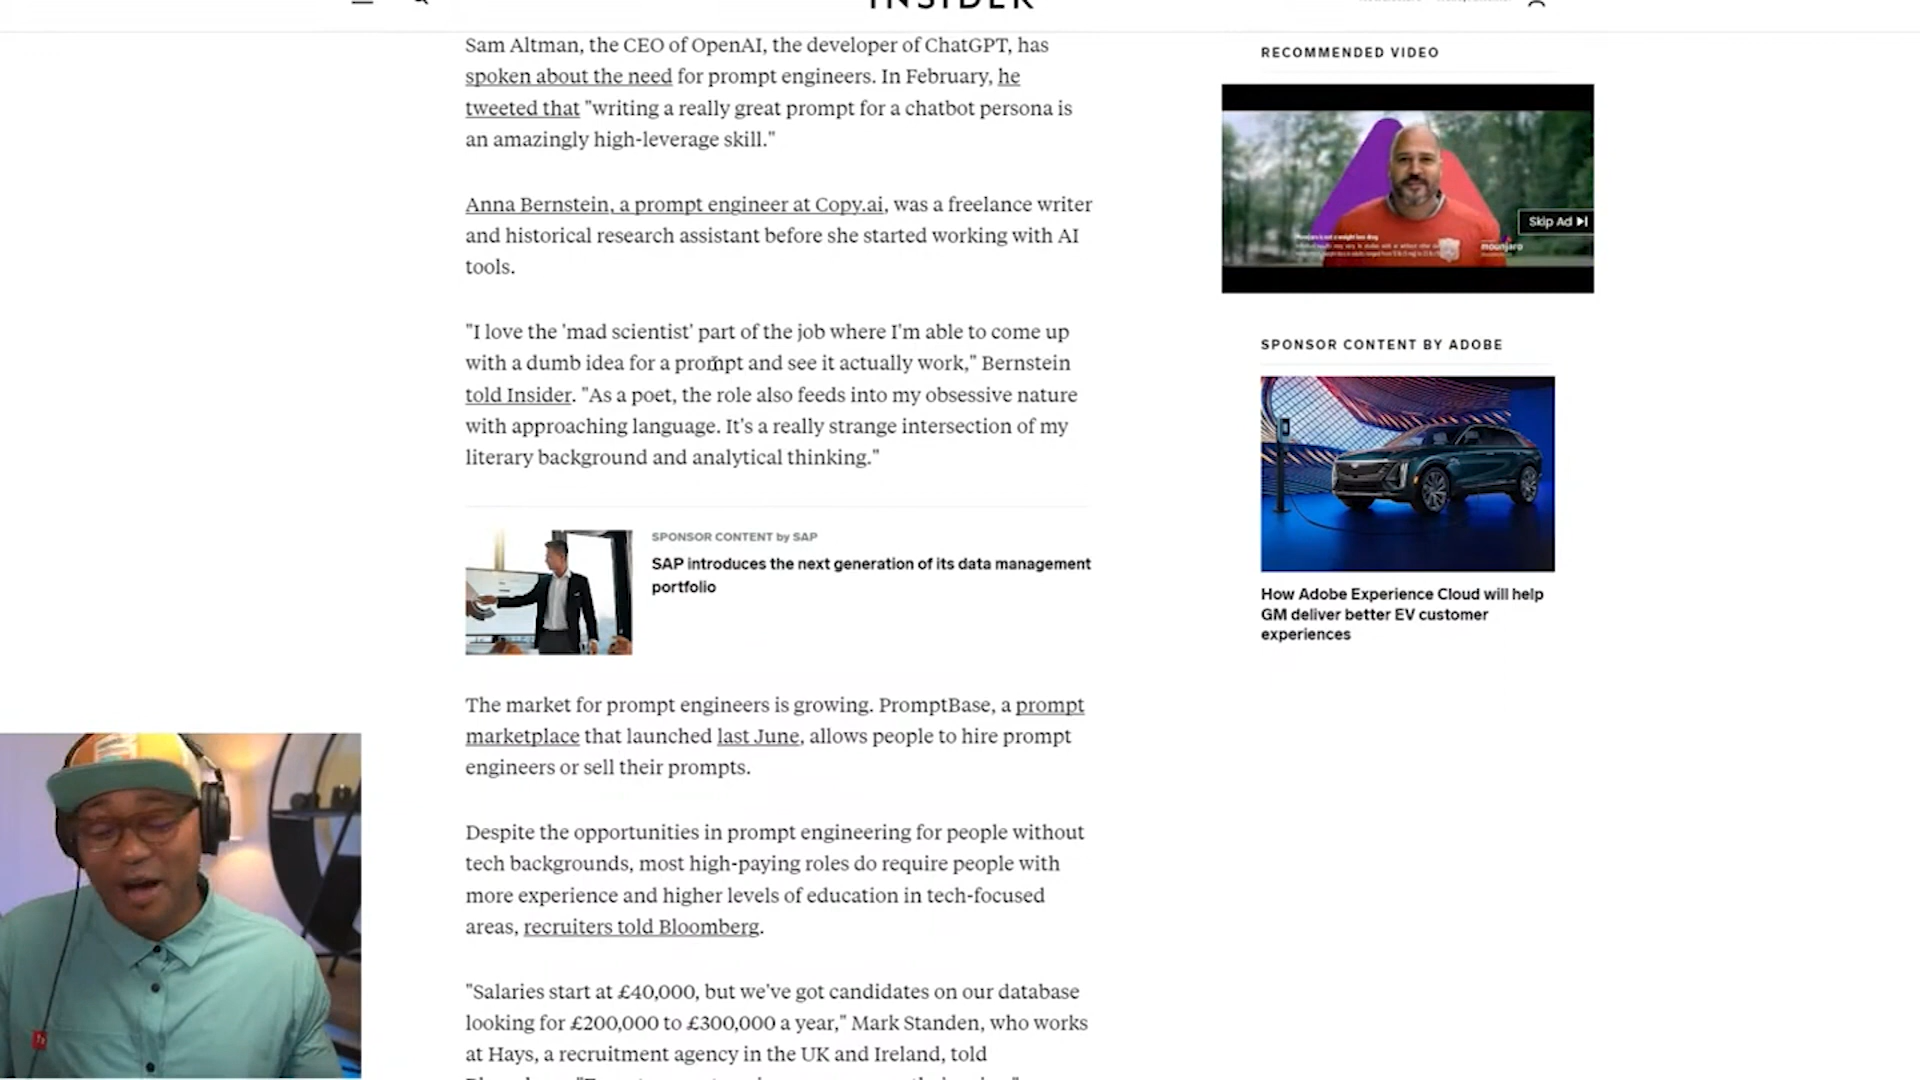 INSIDER
Sam Altman, the CEO of OpenAI, the developer of ChatGPT, has
spoken about the need for prompt engineers. In February, he
tweeted that "writing a really great prompt for a chatbot persona is
an amazingly high-leverage skill."
Anna Bernstein, a prompt engineer at Copy.ai, was a freelance writer
and historical research assistant before she started working with AI
tools.
"I love the 'mad scientist' part of the job where I'm able to come up
with a dumb idea for a prompt and see it actually work," Bernstein
told Insider. "As a poet, the role also feeds into my obsessive nature
with approaching language. It's a really strange intersection of my
literary background and analytical thinking."
SPONSOR CONTENT by SAP
SAP introduces the next generation of its data management
portfolio
The market for prompt engineers is growing. PromptBase, a prompt
marketplace that launched last June, allows people to hire prompt
engineers or sell their prompts.
Despite the opportunities in prompt engineering for people without
tech backgrounds, most high-paying roles do require people with
more experience and higher levels of education in tech-focused
areas, recruiters told Bloomberg.
"Salaries start at £40,000, but we've got candidates on our database
looking for £200,000 to £300,000 a year," Mark Standen, who works
at Hays, a recruitment agency in the UK and Ireland, told
RECOMMENDED VIDEO
Skip Ad
mounjaro
SPONSOR CONTENT BY ADOBE
How Adobe Experience Cloud will help
GM deliver better EV customer
experiences